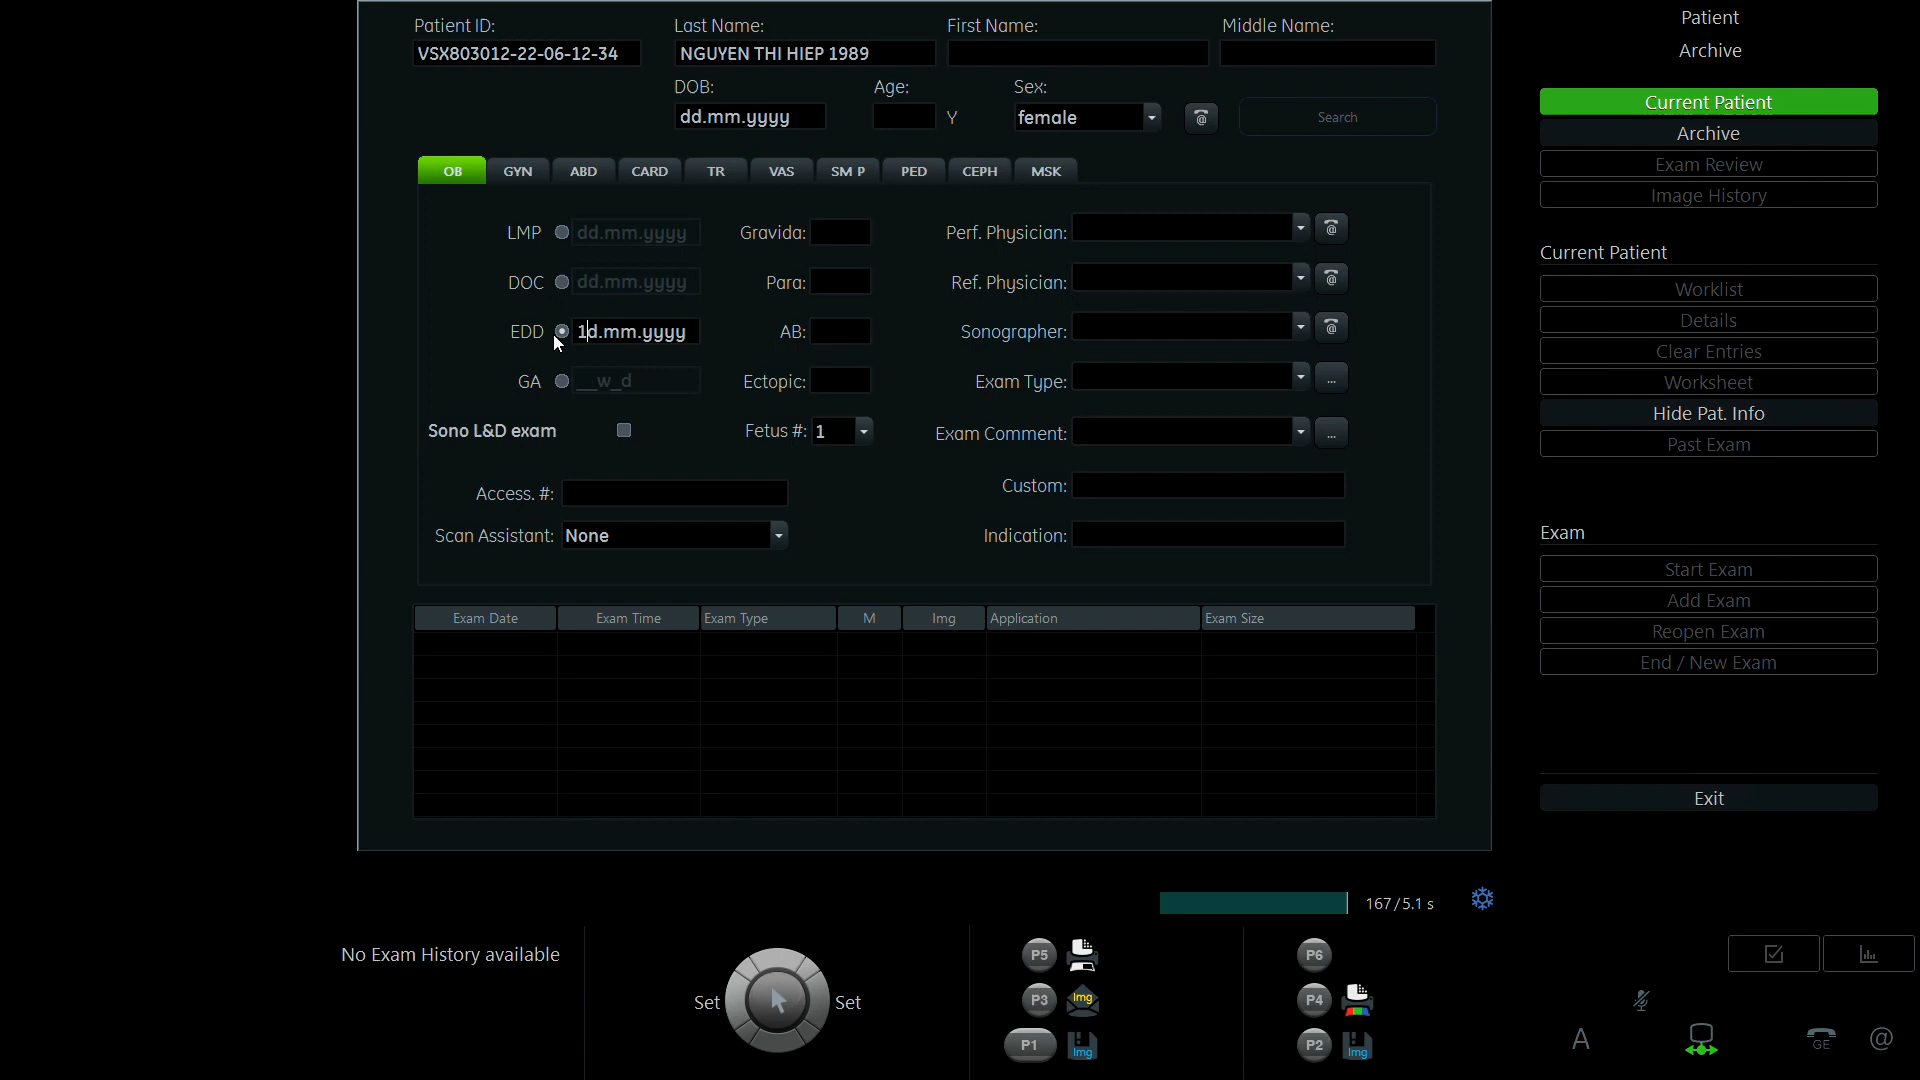 Patient ID: Last Name: First Name: Middle Name:
VSX803012-22-06-12-34 NGUYEN THI HIEP 1989
DOB: Age: Sex:
dd.mm.yyyy Y female @ Search
OB GYN ABD CARD TR VAS SM P PED CEPH MSK
LMP dd.mm.yyyy Gravida: Perf. Physician: @
DOC dd.mm.yyyy Para: Ref. Physician: @
EDD 1d.mm.yyyy AB: Sonographer: @
GA __w_d Ectopic: Exam Type: ...
Sono L&D exam Fetus #: 1 Exam Comment: ...
Access. #: Custom:
Scan Assistant: None Indication:
Exam Date Exam Time Exam Type M Img Application Exam Size
167/5.1 s
No Exam History available
Set Set
P5
P3 Img
P1 Img
P6
P4
P2 Img
Patient
Archive
Current Patient
Archive
Exam Review
Image History
Current Patient
Worklist
Details
Clear Entries
Worksheet
Hide Pat. Info
Past Exam
Exam
Start Exam
Add Exam
Reopen Exam
End / New Exam
Exit
A GE @